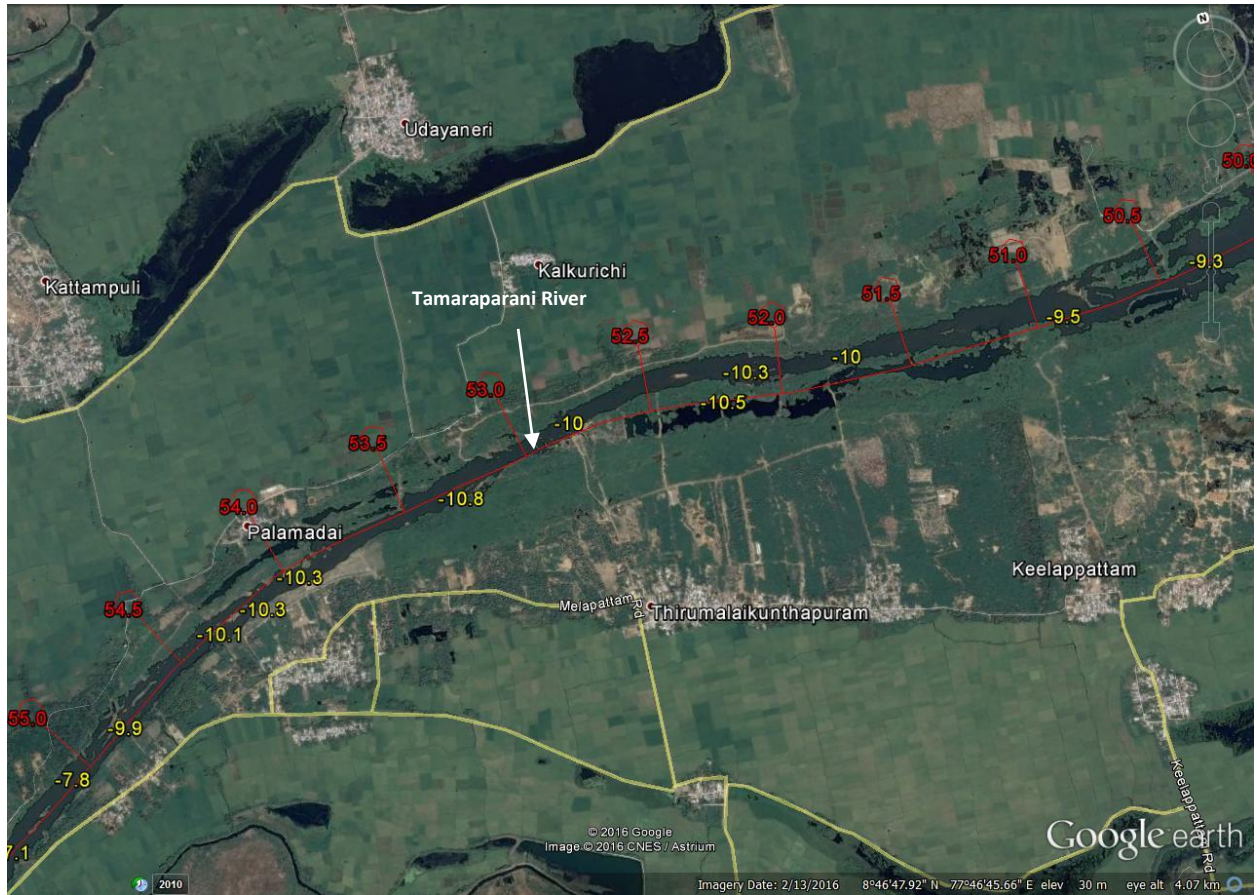 N
Udayaneri
50.0
Kattampuli
Kalkurichi
Tamaraparani River
50.5
51.0
51.5
52.0
52.5
53.0
53.5
54.0
54.5
55.0
-9.3
-9.5
-10
-10.3
-10.5
-10
-10.8
-10.3
-10.3
-10.1
-9.9
-7.8
7.1
Palamadai
Keelappattam
Melapattam Rd
Thirumalaikunthapuram
Keelappattam Rd
© 2016 Google
Image © 2016 CNES / Astrium
Google earth
2010
Imagery Date: 2/13/2016 8°46'47.92" N 77°46'45.66" E elev 30 m eye alt 4.07 km